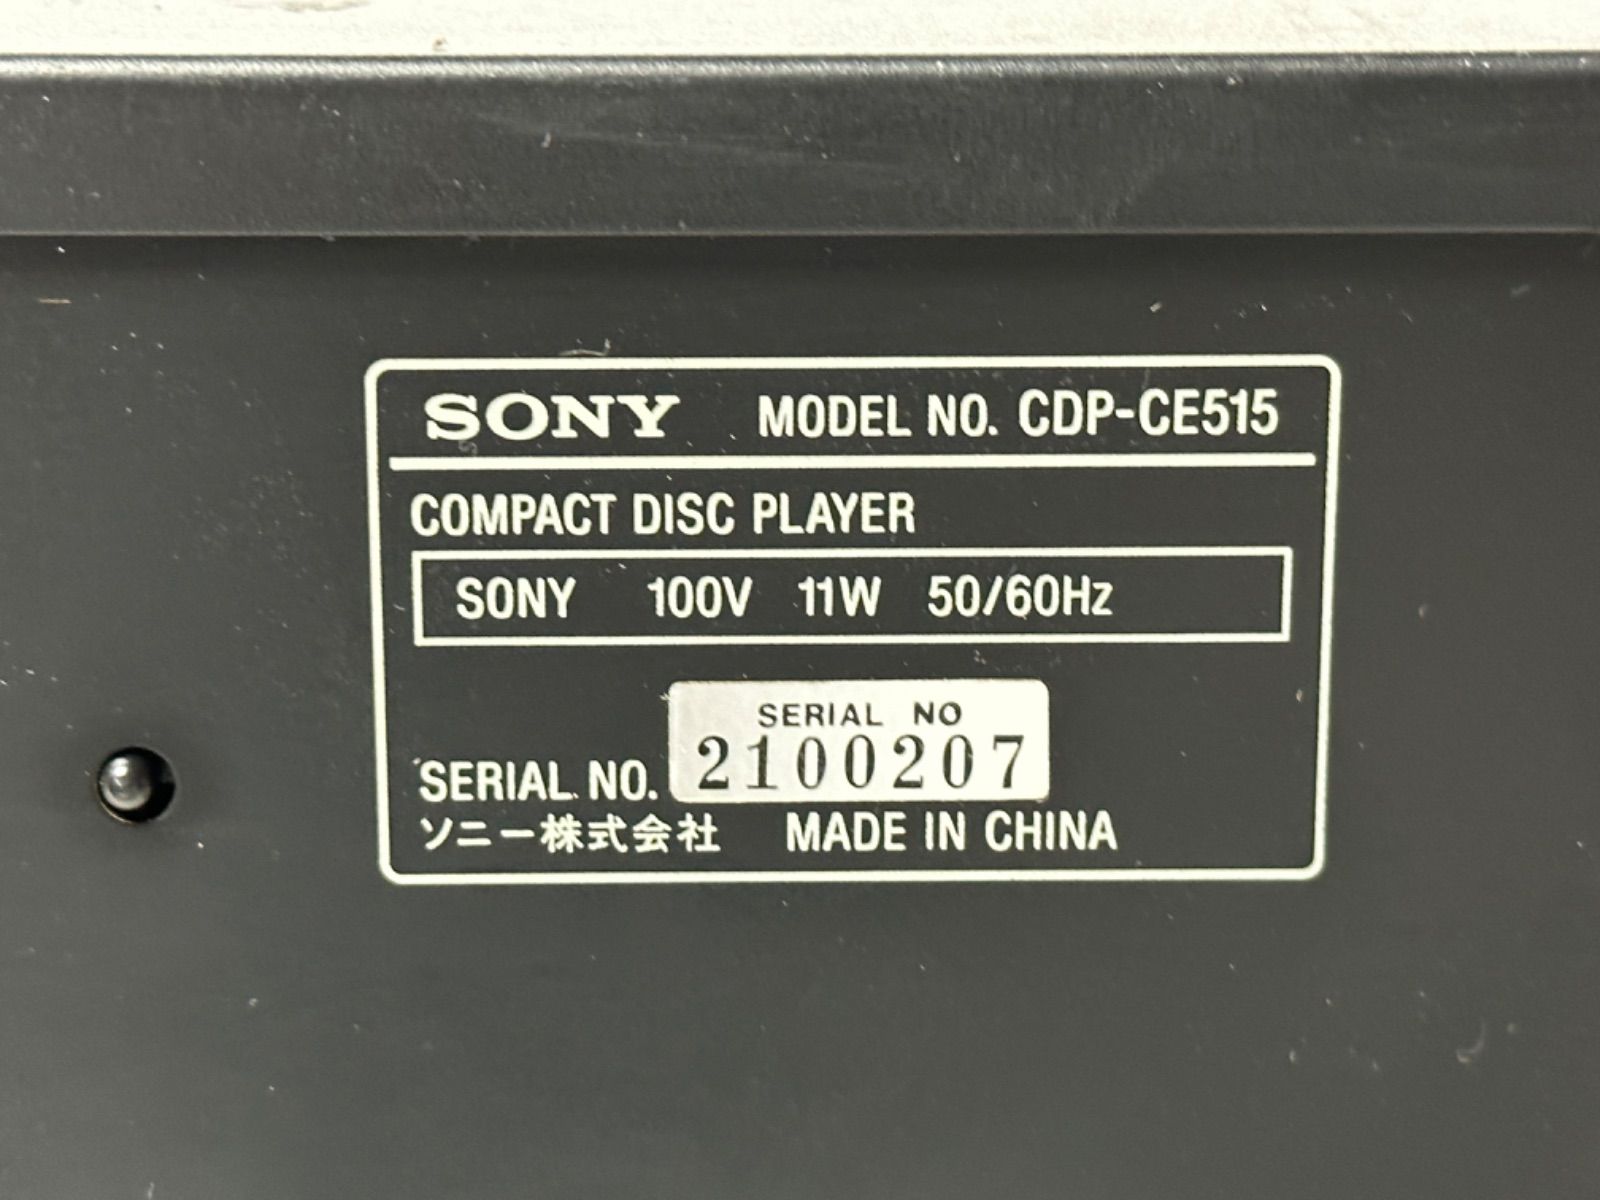 SONY MODEL NO. CDP-CE515
COMPACT DISC PLAYER
SONY 100V 11W 50/60Hz
SERIAL NO
2100207
SERIAL NO.
ソニー株式会社 MADE IN CHINA